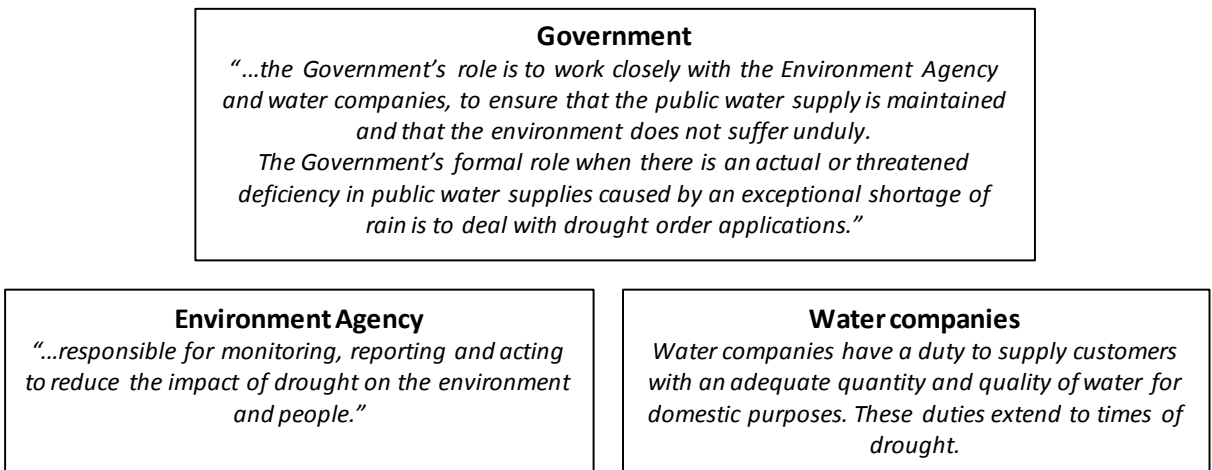 Government
“...the Government’s role is to work closely with the Environment Agency
and water companies, to ensure that the public water supply is maintained
and that the environment does not suffer unduly.
The Government’s formal role when there is an actual or threatened
deficiency in public water supplies caused by an exceptional shortage of
rain is to deal with drought order applications.”
Environment Agency
“...responsible for monitoring, reporting and acting
to reduce the impact of drought on the environment
and people.”
Water companies
Water companies have a duty to supply customers
with an adequate quantity and quality of water for
domestic purposes. These duties extend to times of
drought.